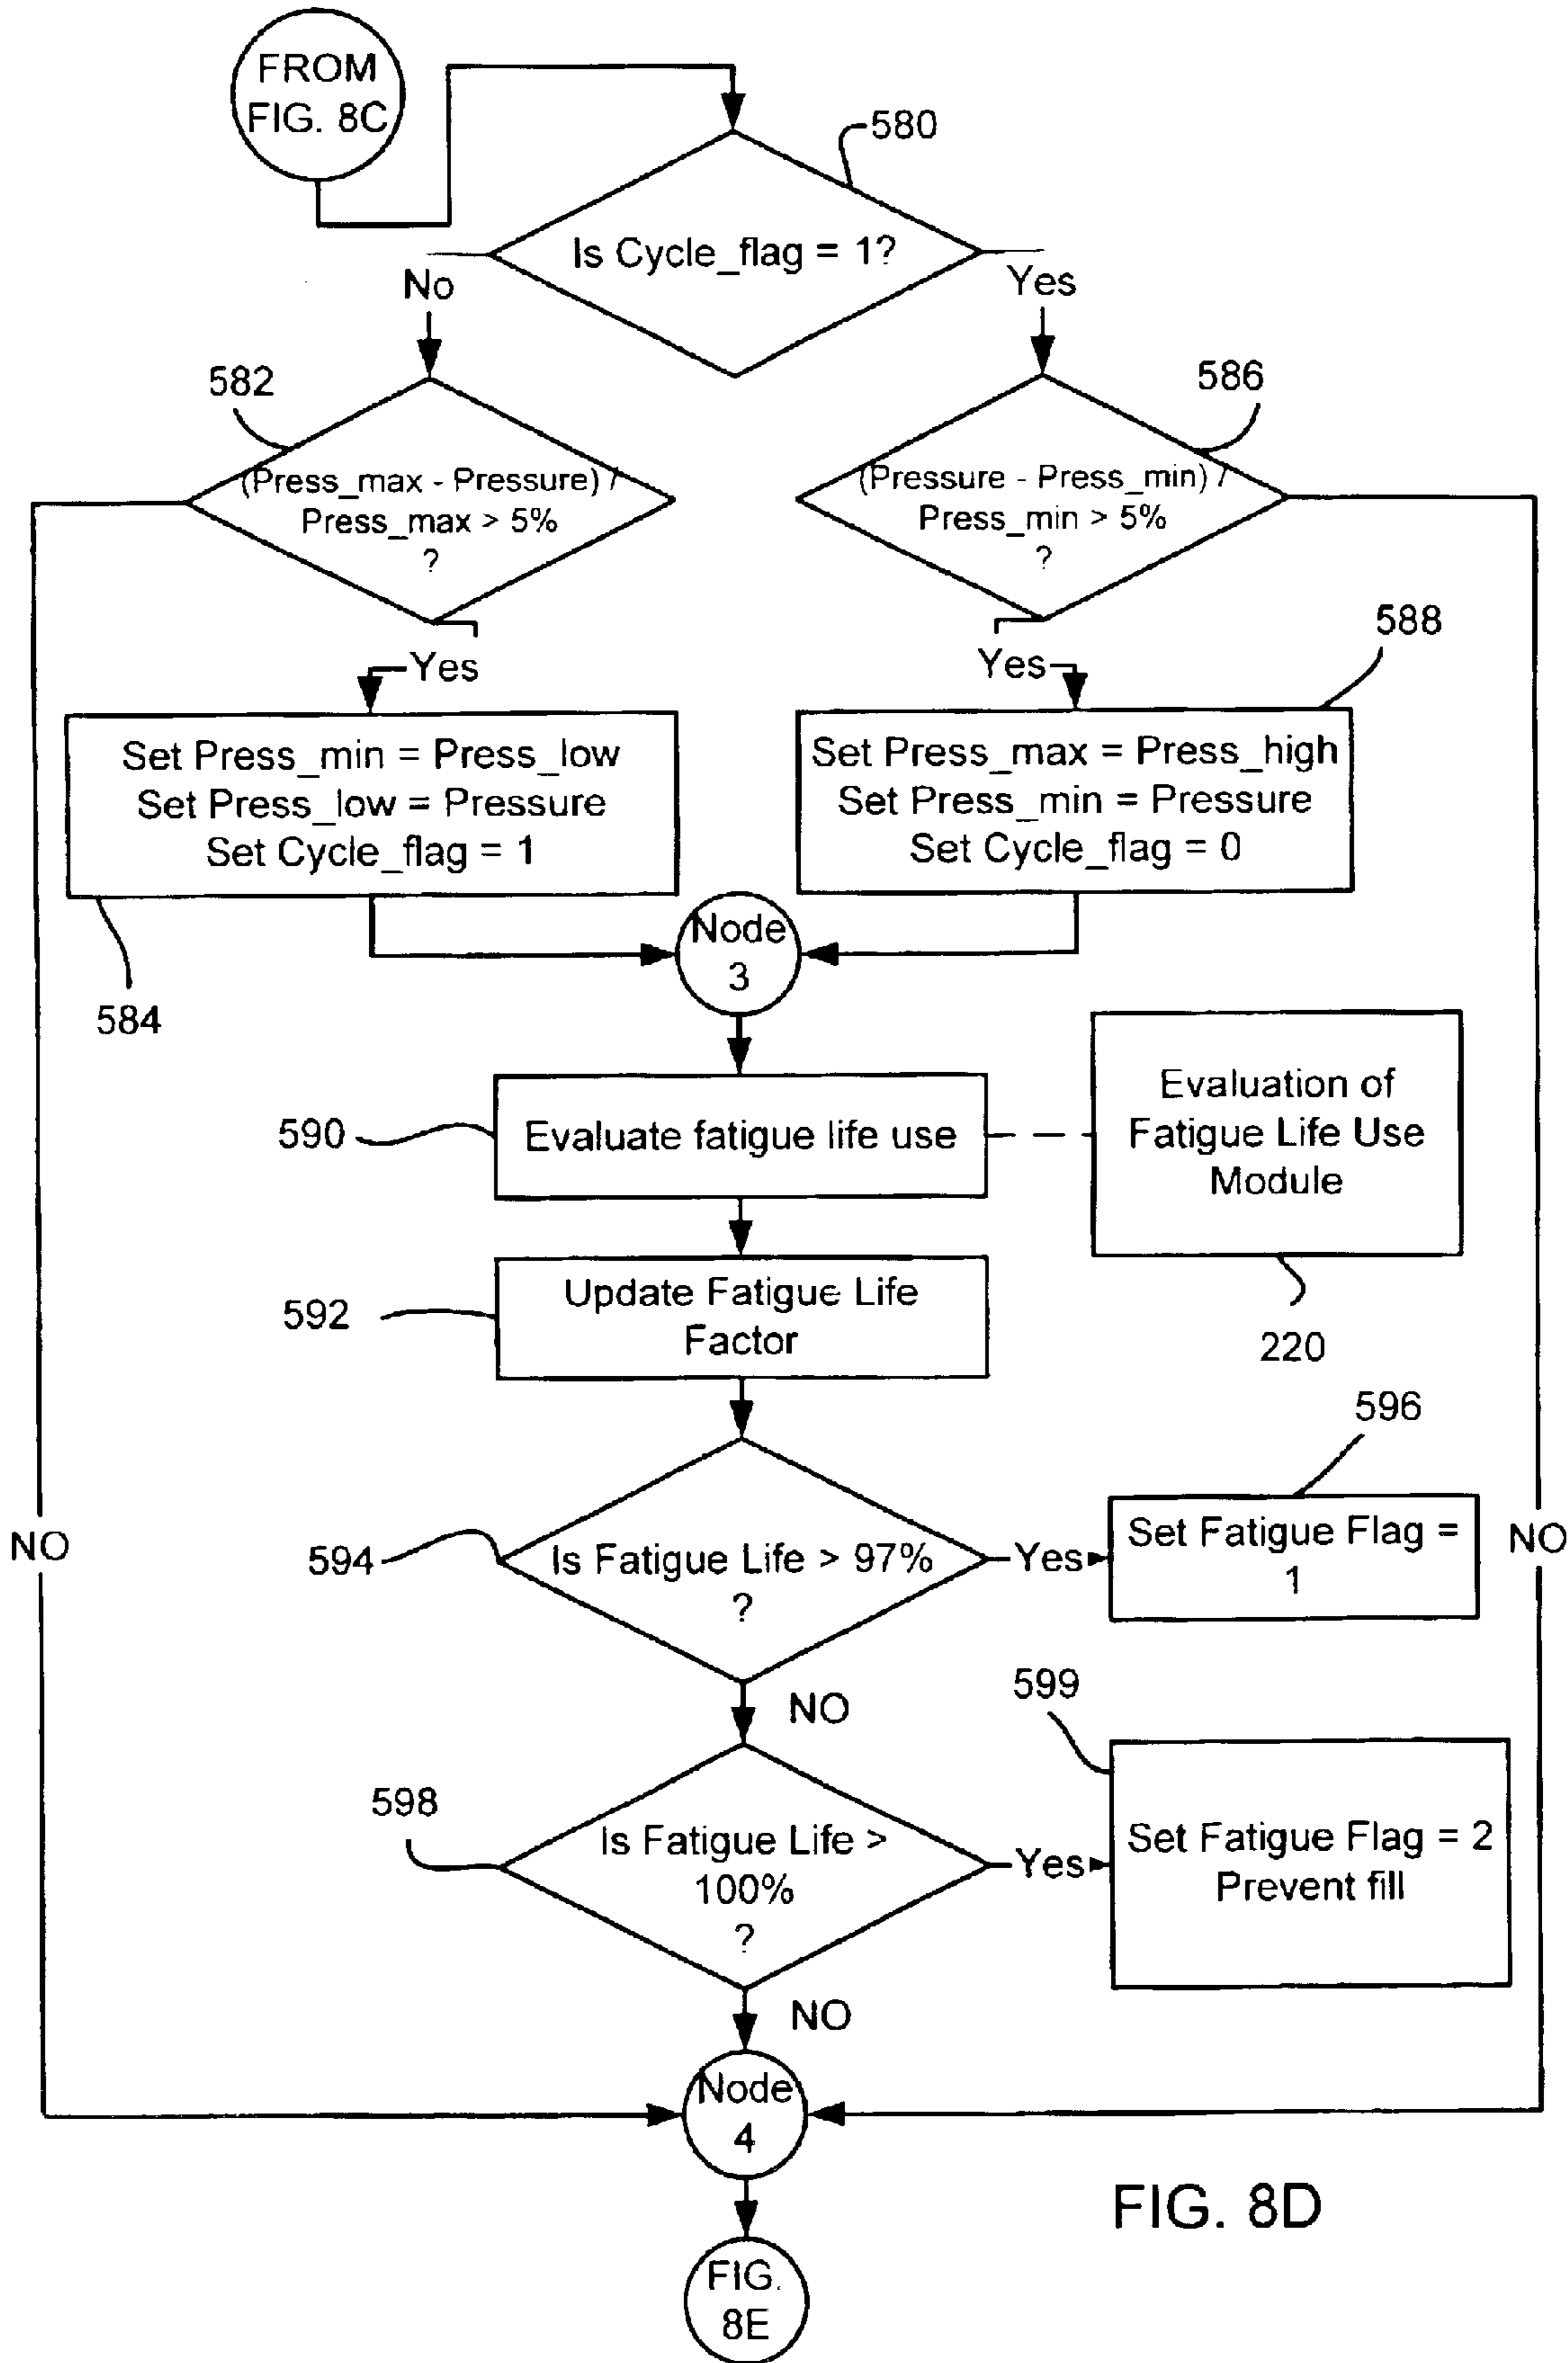 FROM
FIG. 8C
580
Is Cycle_flag = 1?
No
Yes
582
586
(Press_max - Pressure) /
Press_max > 5%
?
(Pressure - Press_min) /
Press_min > 5%
?
588
Yes
Yes
Set Press_min = Press_low
Set Press_low = Pressure
Set Cycle_flag = 1
Set Press_max = Press_high
Set Press_min = Pressure
Set Cycle_flag = 0
Node
3
584
590
Evaluate fatigue life use
Evaluation of
Fatigue Life Use
Module
592
Update Fatigue Life
Factor
220
596
NO
594
Is Fatigue Life > 97%
?
Yes
Set Fatigue Flag =
1
NO
NO
599
598
Is Fatigue Life >
100%
?
Yes
Set Fatigue Flag = 2
Prevent fill
NO
Node
4
FIG. 8D
FIG.
8E